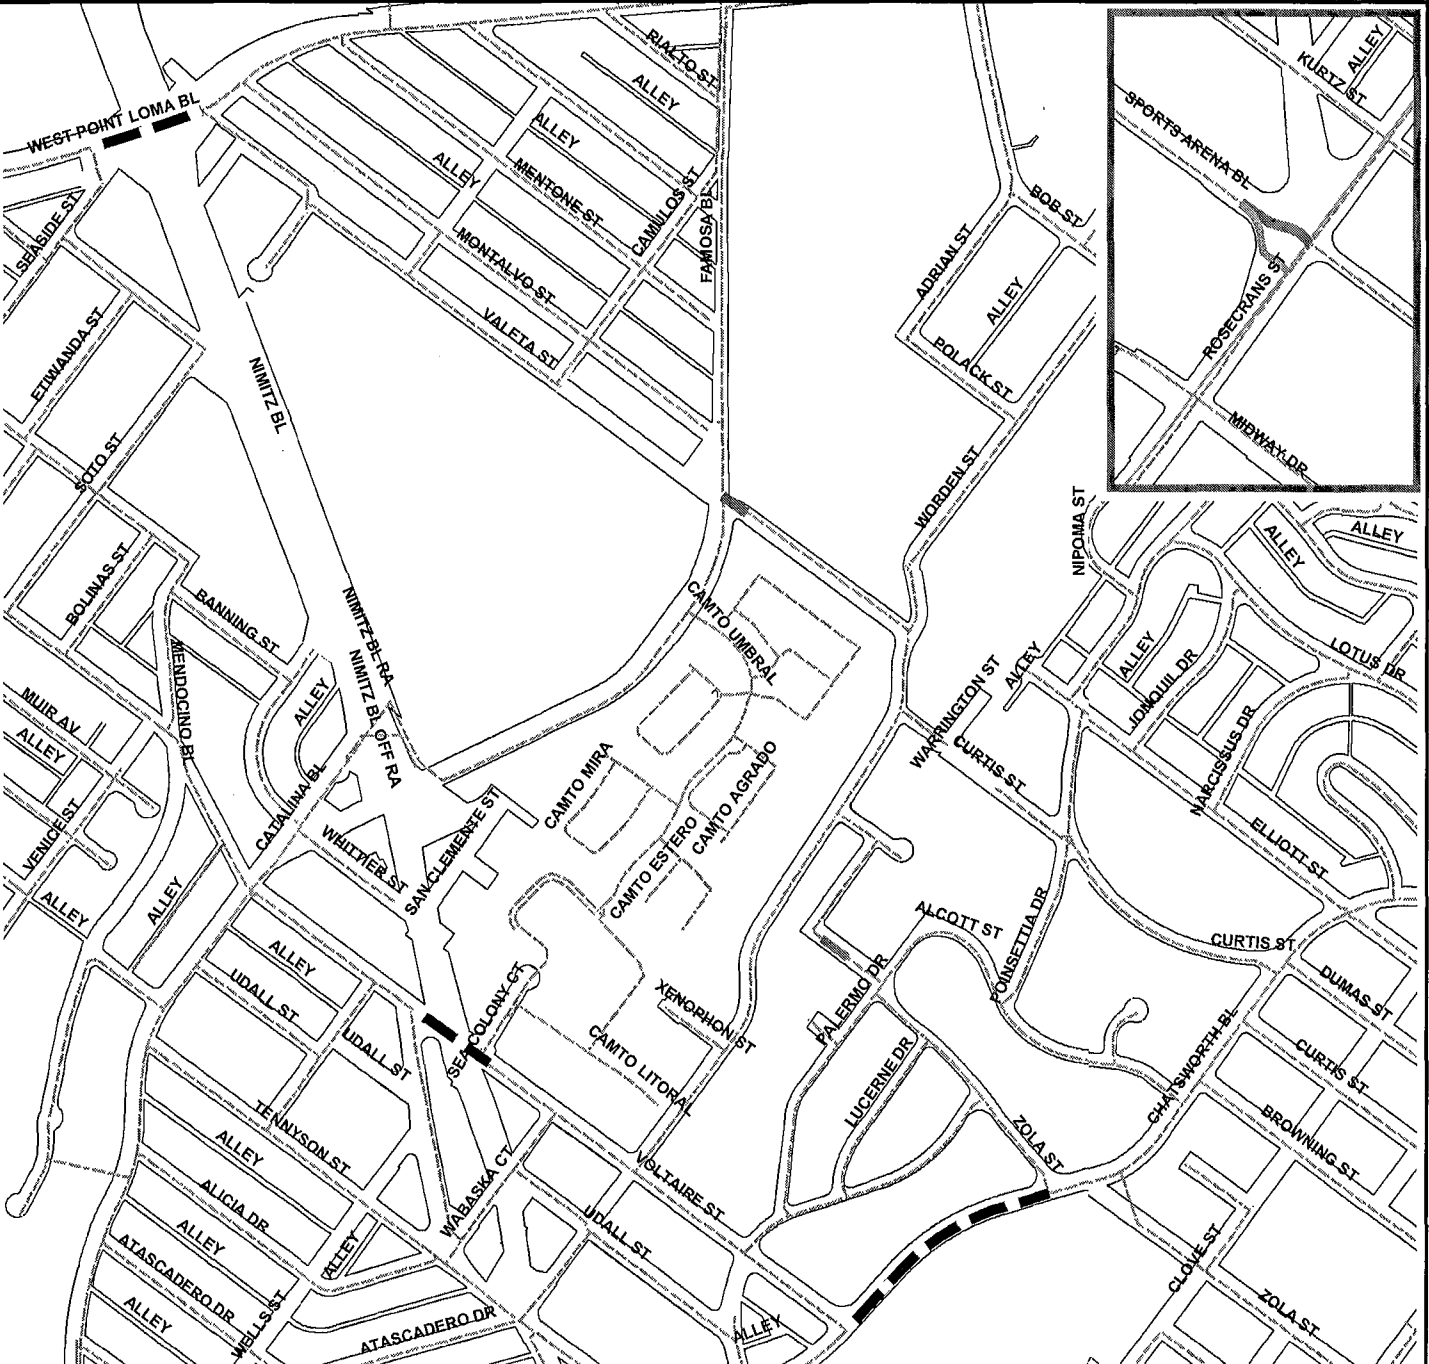 RIALTO ST
ALLEY
KURTZ ST
ALLEY
WEST POINT LOMA BL
SPORTS ARENA BL
ALLEY
ALLEY
MENTONE ST
CAMULOS ST
FAMOSA BL
BOB ST
SEASIDE ST
MONTALVO ST
ADRIAN ST
ALLEY
ROSECRANS ST
VALETA ST
ETIWANDA ST
NIMITZ BL
POLACK ST
MIDWAY DR
SOTO ST
WORDEN ST
NIPOMA ST
ALLEY
ALLEY
BOLINAS ST
BANNING ST
NIMITZ BL RA
NIMITZ BL OFF RA
CAMTO UMBRAL
MENDOCINO BL
ALLEY
WARRINGTON ST
ALLEY
ALLEY
JONQUIL DR
LOTUS DR
MUIR AV
ALLEY
CURTIS ST
NARCISSUS DR
CAMTO MIRA
CAMTO AGRADO
CATALINA BL
VENICE ST
WHITTIER ST
SAN CLEMENTE ST
CAMTO ESTERO
ELLIOTT ST
ALLEY
ALLEY
ALCOTT ST
POINSETTIA DR
CURTIS ST
ALLEY
UDALL ST
SEA COLONY CT
XENOPHON ST
PALERMO DR
DUMAS ST
UDALL ST
CAMTO LITORAL
LUCERNE DR
CHATSWORTH BL
CURTIS ST
TENNYSON ST
ALLEY
ZOLA ST
BROWNING ST
WABASKA CT
VOLTAIRE ST
ALICIA DR
ALLEY
UDALL ST
ALLEY
ATASCADERO DR
ALLEY
WELLS ST
ATASCADERO DR
ALLEY
CLOVE ST
ZOLA ST